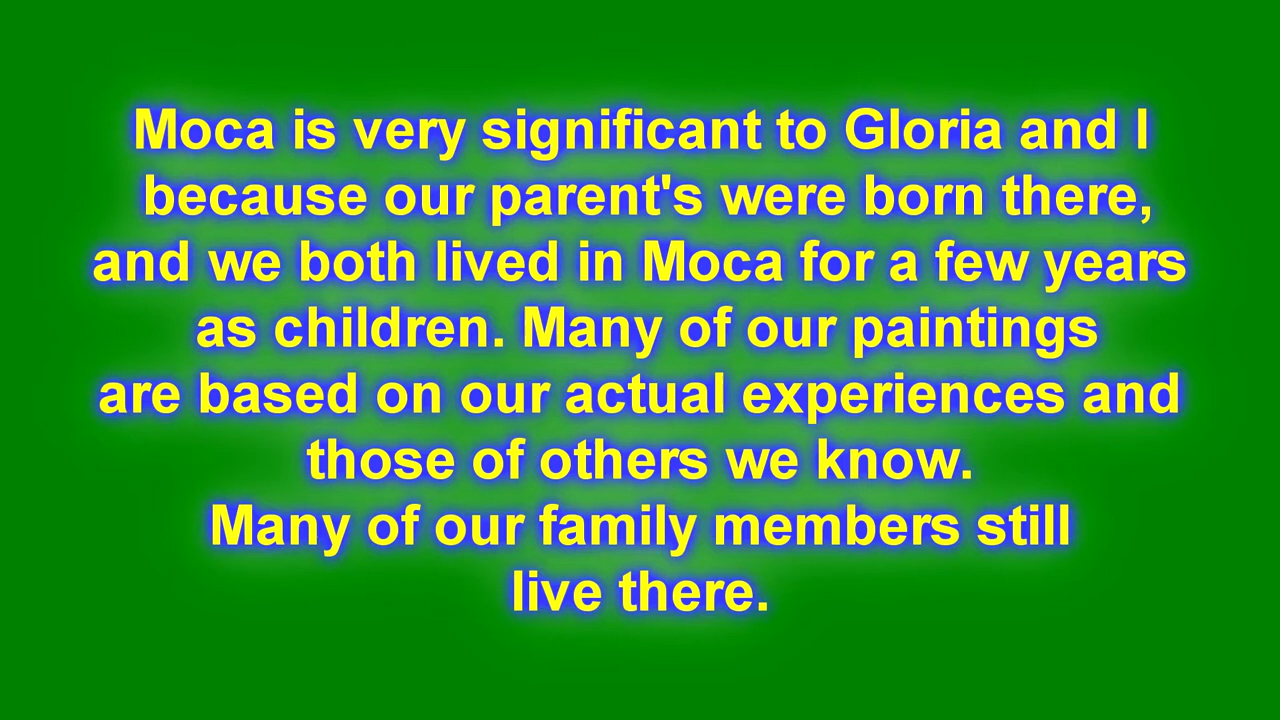 Moca is very significant to Gloria and I
because our parent's were born there,
and we both lived in Moca for a few years
as children. Many of our paintings
are based on our actual experiences and
those of others we know.
Many of our family members still
live there.